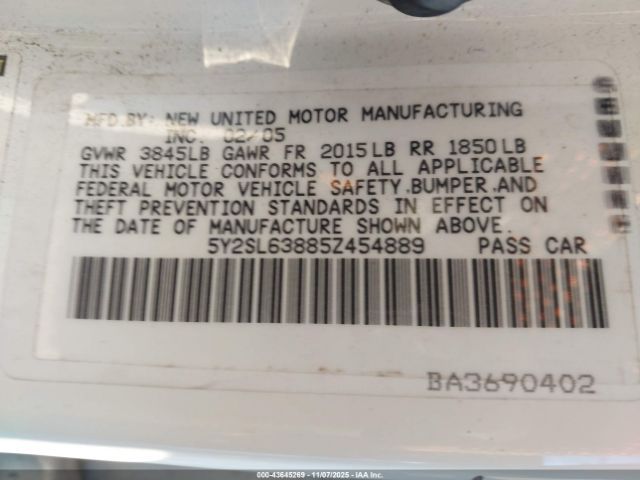 MFD.BY: NEW UNITED MOTOR MANUFACTURING
INC. 02/05
GVWR 3845LB GAWR FR 2015LB RR 1850LB
THIS VEHICLE CONFORMS TO ALL APPLICABLE
FEDERAL MOTOR VEHICLE SAFETY,BUMPER,AND
THEFT PREVENTION STANDARDS IN EFFECT ON
THE DATE OF MANUFACTURE SHOWN ABOVE.
5Y2SL63885Z454889 PASS CAR
BA3690402
000-43645269 - 11/07/2025 - IAA Inc.